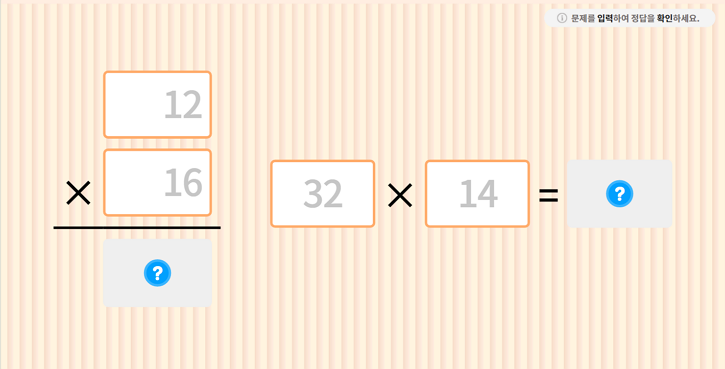 ⓘ 문제를 입력하여 정답을 확인하세요.
12
× 16
?
32 × 14 = ?